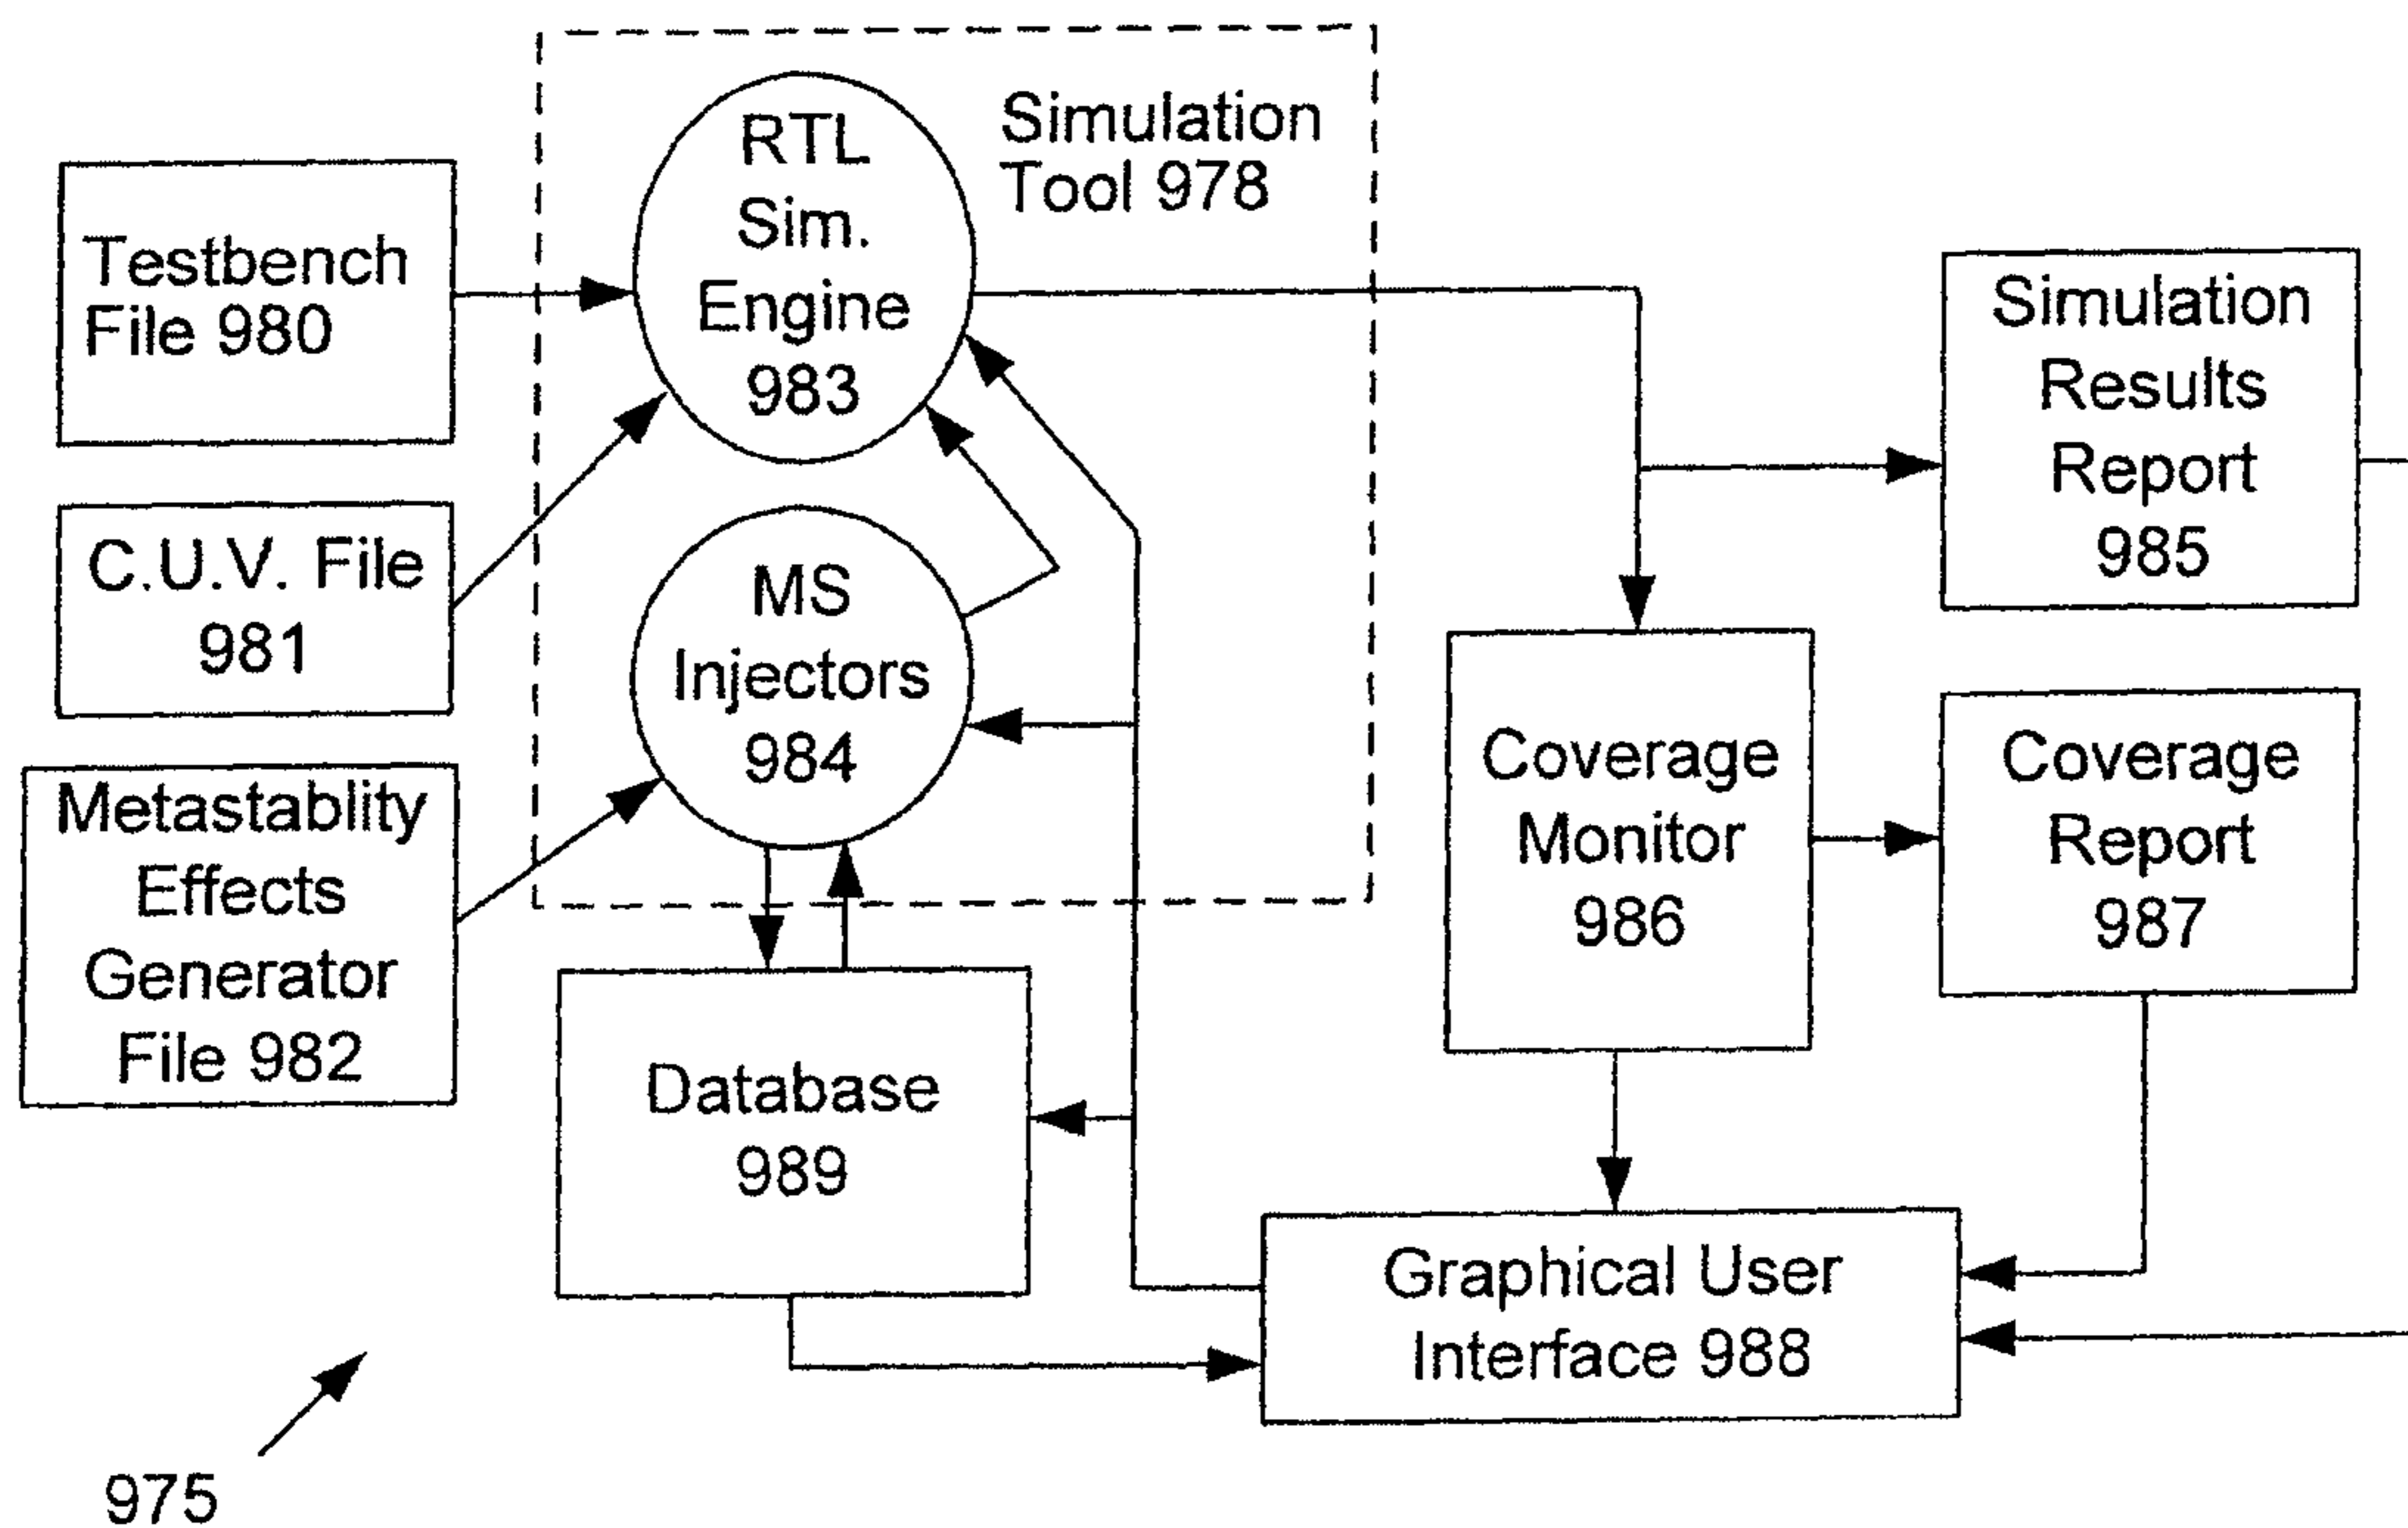 Testbench
File 980
C.U.V. File
981
Metastablity
Effects
Generator
File 982
RTL
Sim.
Engine
983
Simulation
Tool 978
MS
Injectors
984
Database
989
Simulation
Results
Report
985
Coverage
Monitor
986
Coverage
Report
987
Graphical User
Interface 988
975